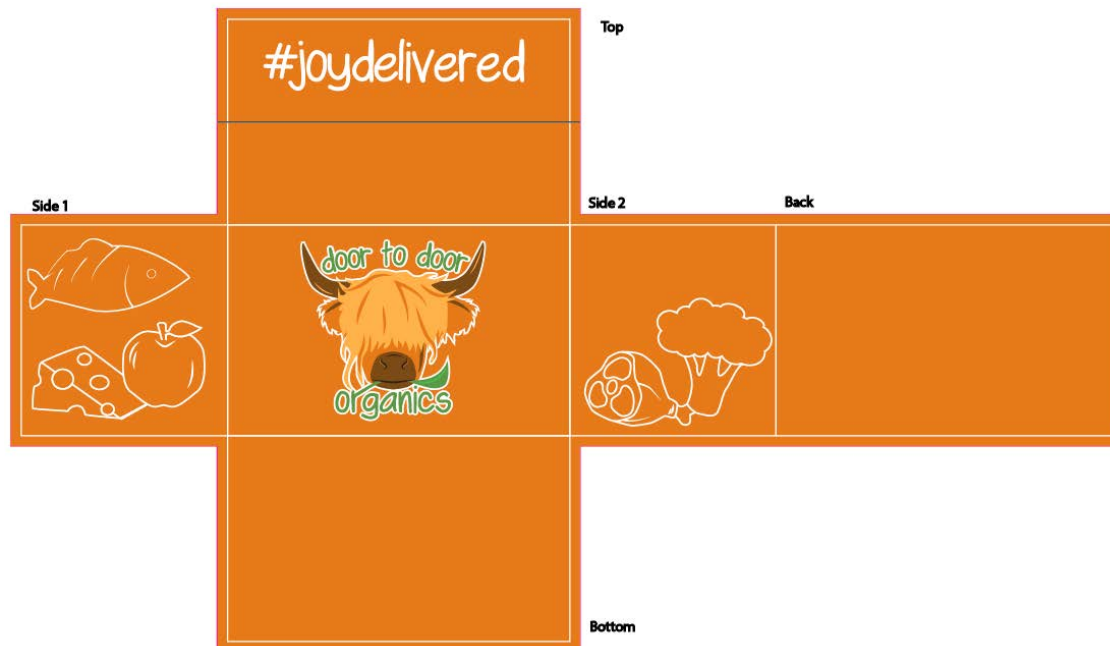 #joydelivered
Top
Side 1
Side 2
Back
door to door
organics
Bottom